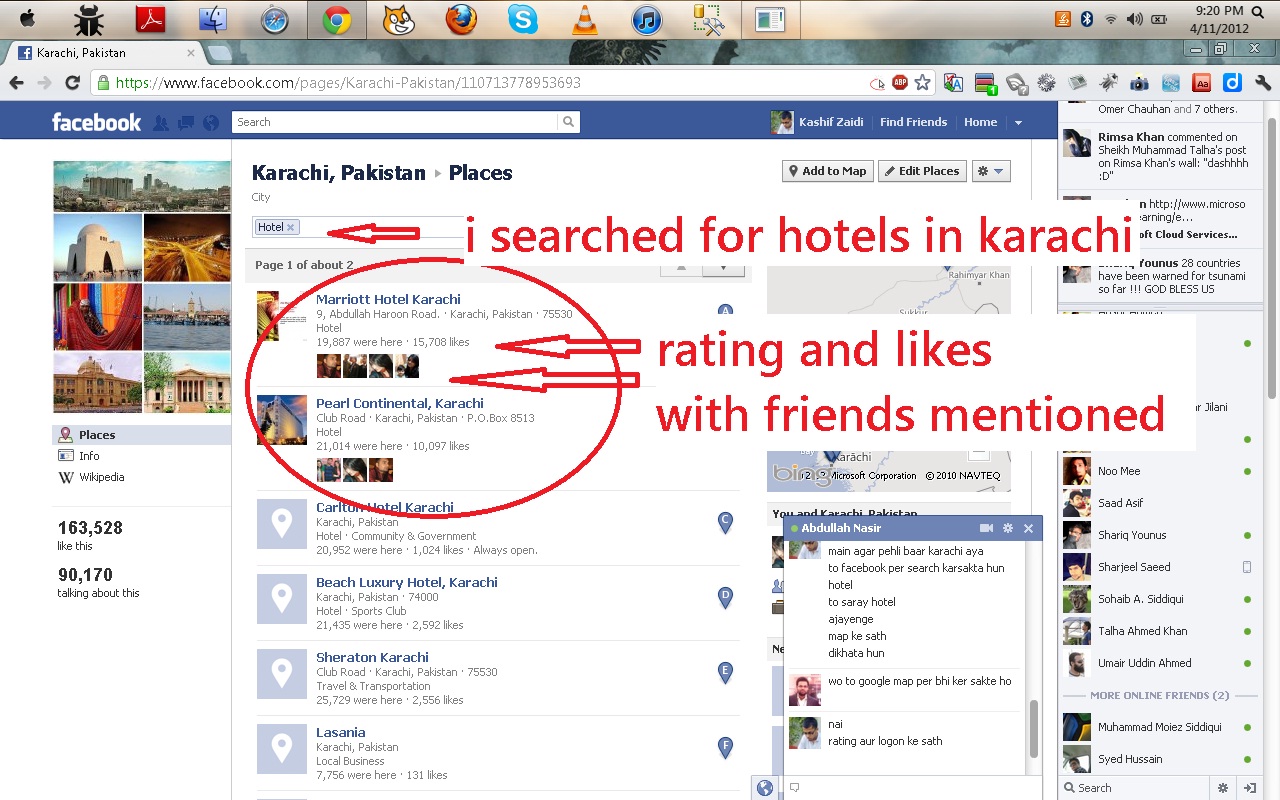 9:20 PM
4/11/2012
Karachi, Pakistan
https://www.facebook.com/pages/Karachi-Pakistan/110713778953693
facebook
Search
Kashif Zaidi
Find Friends
Home
Karachi, Pakistan ▸ Places
Add to Map
Edit Places
City
Hotel
i searched for hotels in karachi
Page 1 of about 2
Marriott Hotel Karachi
9, Abdullah Haroon Road. · Karachi, Pakistan · 75530
Hotel
19,887 were here · 15,708 likes
A
rating and likes
with friends mentioned
Pearl Continental, Karachi
Club Road · Karachi, Pakistan · P.O.Box 8513
Hotel
21,014 were here · 10,097 likes
Carlton Hotel Karachi
Karachi, Pakistan
Hotel · Community & Government
20,952 were here · 1,024 likes · Always open.
C
Beach Luxury Hotel, Karachi
Karachi, Pakistan · 74000
Hotel · Sports Club
21,435 were here · 2,592 likes
D
Sheraton Karachi
Club Road · Karachi, Pakistan · 75530
Travel & Transportation
25,729 were here · 2,556 likes
E
Lasania
Karachi, Pakistan
Local Business
7,756 were here · 131 likes
F
Places
Info
Wikipedia
163,528
like this
90,170
talking about this
Rahimyar Khan
Sukkur
Karāchi
bing
Microsoft Corporation © 2010 NAVTEQ
You and Karachi, Pakistan
Abdullah Nasir
main agar pehli baar karachi aya
to facebook per search karsakta hun
hotel
to saray hotel
ajayenge
map ke sath
dikhata hun
wo to google map per bhi ker sakte ho
nai
rating aur logon ke sath
Omer Chauhan and 7 others.
Rimsa Khan commented on
Sheikh Muhammad Talha's post
on Rimsa Khan's wall: "dashhhh
:D"
http://www.microso
earning/e...
Cloud Services...
Younus 28 countries
have been warned for tsunami
so far !!! GOD BLESS US
Jilani
Noo Mee
Saad Asif
Shariq Younus
Sharjeel Saeed
Sohaib A. Siddiqui
Talha Ahmed Khan
Umair Uddin Ahmed
MORE ONLINE FRIENDS (2)
Muhammad Moiez Siddiqui
Syed Hussain
Search